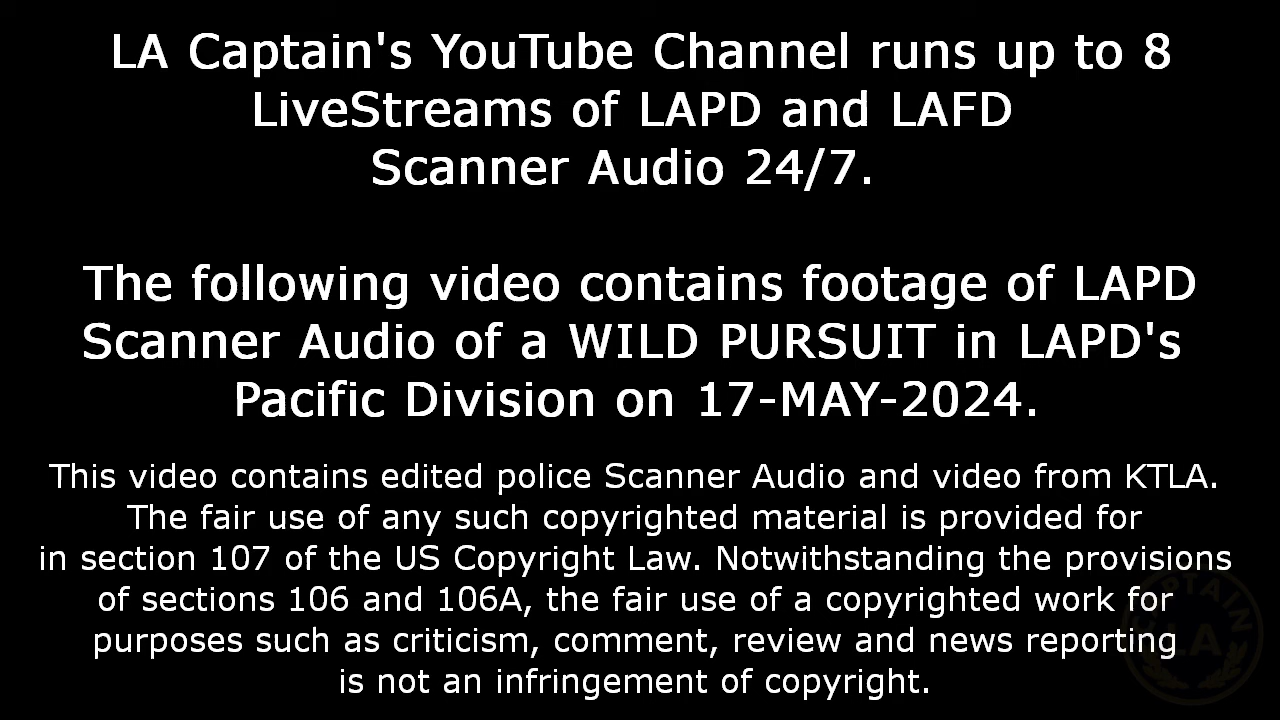 LA Captain's YouTube Channel runs up to 8
LiveStreams of LAPD and LAFD
Scanner Audio 24/7.
The following video contains footage of LAPD
Scanner Audio of a WILD PURSUIT in LAPD's
Pacific Division on 17-MAY-2024.
This video contains edited police Scanner Audio and video from KTLA.
The fair use of any such copyrighted material is provided for
in section 107 of the US Copyright Law. Notwithstanding the provisions
of sections 106 and 106A, the fair use of a copyrighted work for
purposes such as criticism, comment, review and news reporting
is not an infringement of copyright.
CAPTAIN
LA